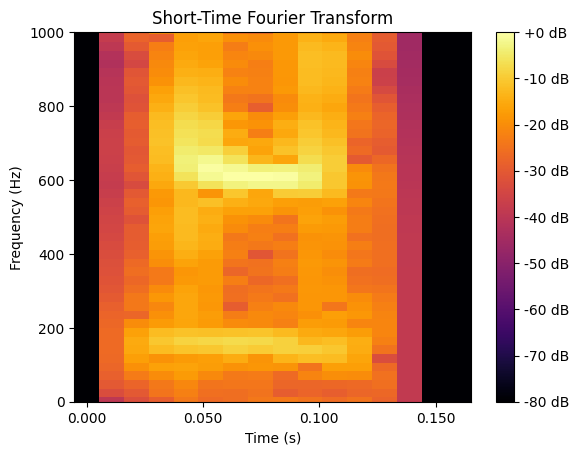 Short-Time Fourier Transform
Frequency (Hz)
1000
800
600
400
200
0
0.000
0.050
0.100
0.150
Time (s)
+0 dB
-10 dB
-20 dB
-30 dB
-40 dB
-50 dB
-60 dB
-70 dB
-80 dB